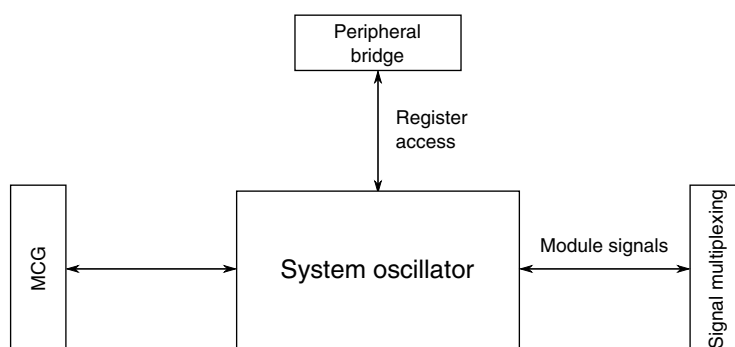 Peripheral
bridge
Register
access
MCG
System oscillator
Module signals
Signal multiplexing